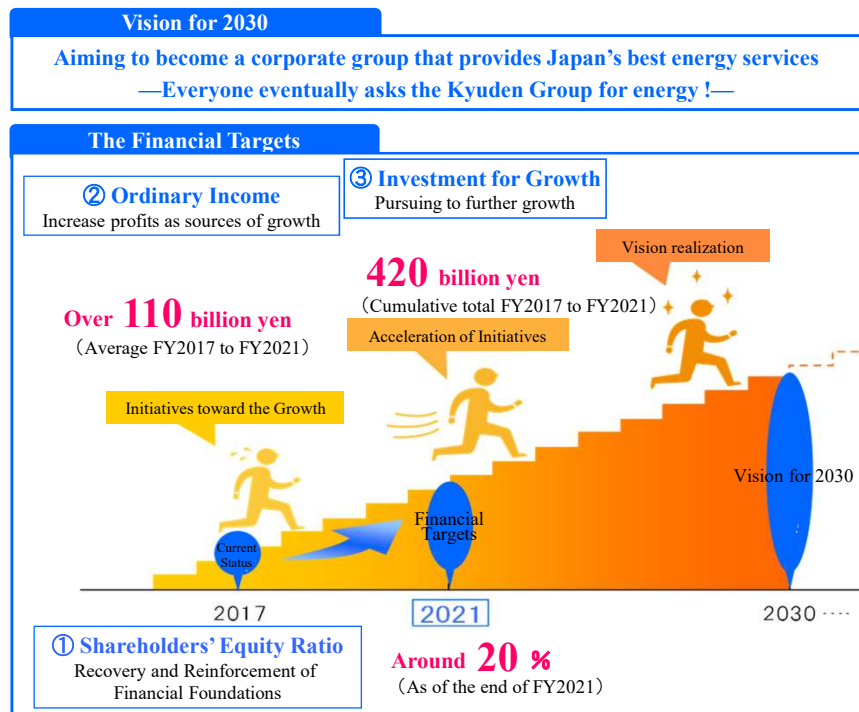 Vision for 2030
Aiming to become a corporate group that provides Japan's best energy services
—Everyone eventually asks the Kyuden Group for energy !—
The Financial Targets
② Ordinary Income
Increase profits as sources of growth
③ Investment for Growth
Pursuing to further growth
Vision realization
420 billion yen
（Cumulative total FY2017 to FY2021）
Over 110 billion yen
（Average FY2017 to FY2021）
Acceleration of Initiatives
Initiatives toward the Growth
Vision for 2030
Financial
Targets
Current
Status
2017
2021
2030 ····
① Shareholders' Equity Ratio
Recovery and Reinforcement of
Financial Foundations
Around 20 %
（As of the end of FY2021）